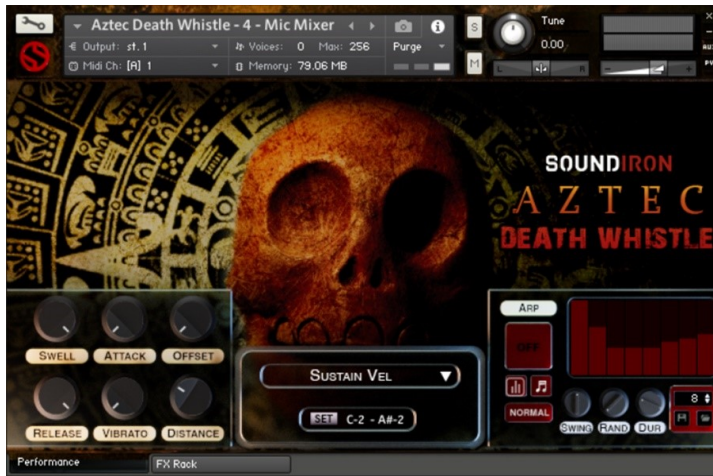 Aztec Death Whistle - 4 - Mic Mixer
Output: st. 1 Voices: 0 Max: 256 Purge
Midi Ch: [A] 1 Memory: 79.06 MB
S
M
Tune
0.00
L R
- +
AUX
PV
SOUNDIRON
AZTEC
DEATH WHISTLE
SWELL ATTACK OFFSET
RELEASE VIBRATO DISTANCE
SUSTAIN VEL
SET C-2 - A#-2
ARP
OFF
NORMAL
8
SWING RAND DUR
Performance FX Rack